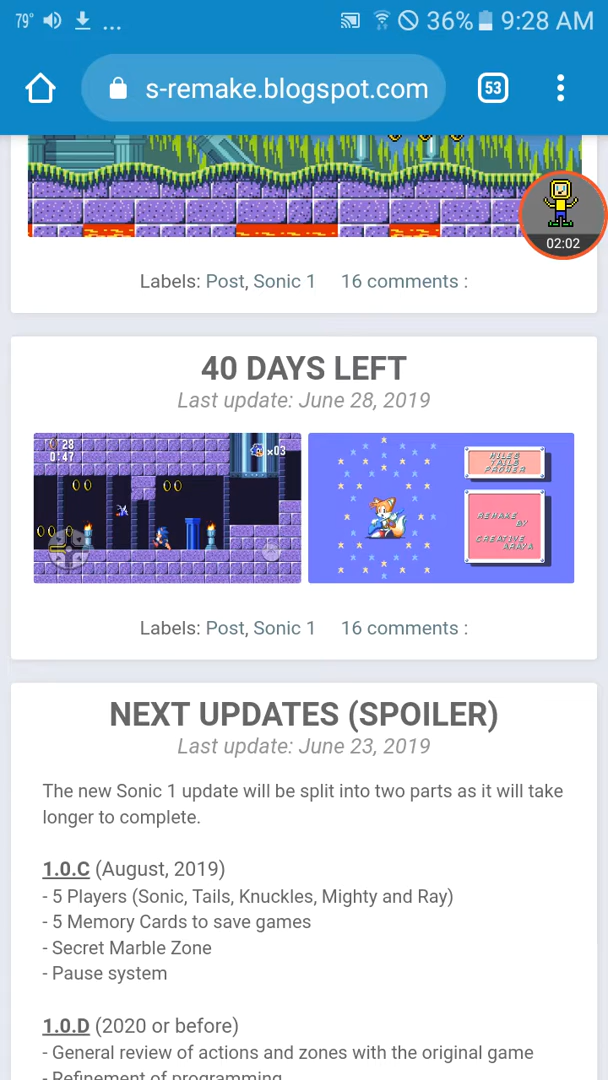 79° ... 36% 9:28 AM
s-remake.blogspot.com 53
02:02
Labels: Post, Sonic 1 16 comments :
40 DAYS LEFT
Last update: June 28, 2019
28
0:47
×03
MILES
TAILS
PROWER
REMAKE
BY
CREATIVE
ARAYA
Labels: Post, Sonic 1 16 comments :
NEXT UPDATES (SPOILER)
Last update: June 23, 2019
The new Sonic 1 update will be split into two parts as it will take
longer to complete.
1.0.C (August, 2019)
- 5 Players (Sonic, Tails, Knuckles, Mighty and Ray)
- 5 Memory Cards to save games
- Secret Marble Zone
- Pause system
1.0.D (2020 or before)
- General review of actions and zones with the original game
- Refinement of programming